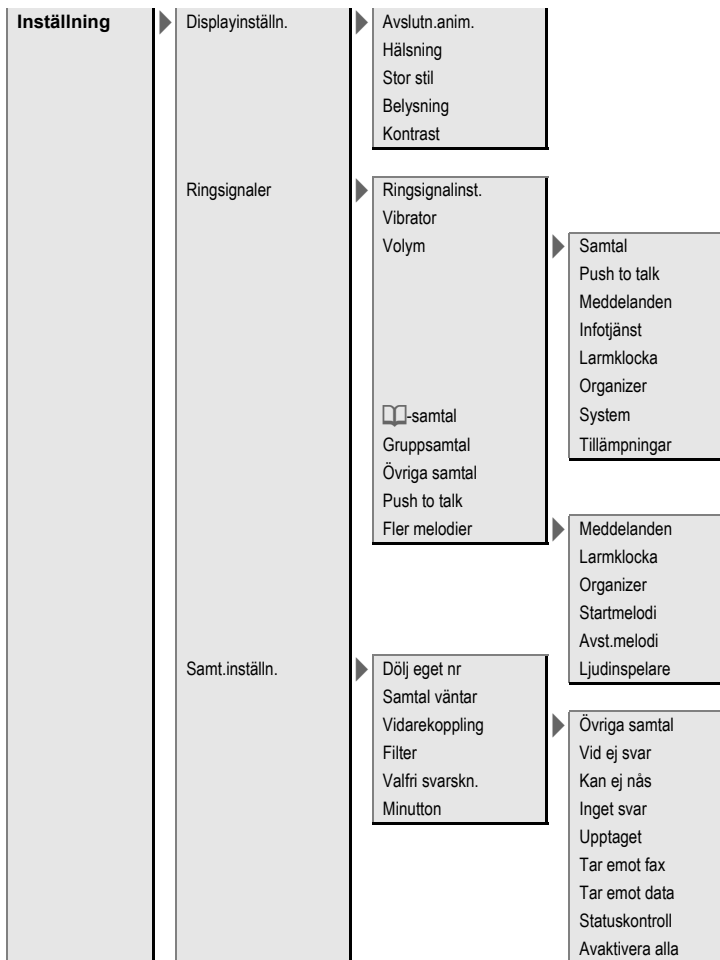 Inställning
Displayinställn.
Avslutn.anim.
Hälsning
Stor stil
Belysning
Kontrast
Ringsignaler
Ringsignalinst.
Vibrator
Volym
Samtal
Push to talk
Meddelanden
Infotjänst
Larmklocka
Organizer
System
Tillämpningar
-samtal
Gruppsamtal
Övriga samtal
Push to talk
Fler melodier
Meddelanden
Larmklocka
Organizer
Startmelodi
Avst.melodi
Ljudinspelare
Samt.inställn.
Dölj eget nr
Samtal väntar
Vidarekoppling
Filter
Valfri svarskn.
Minutton
Övriga samtal
Vid ej svar
Kan ej nås
Inget svar
Upptaget
Tar emot fax
Tar emot data
Statuskontroll
Avaktivera alla